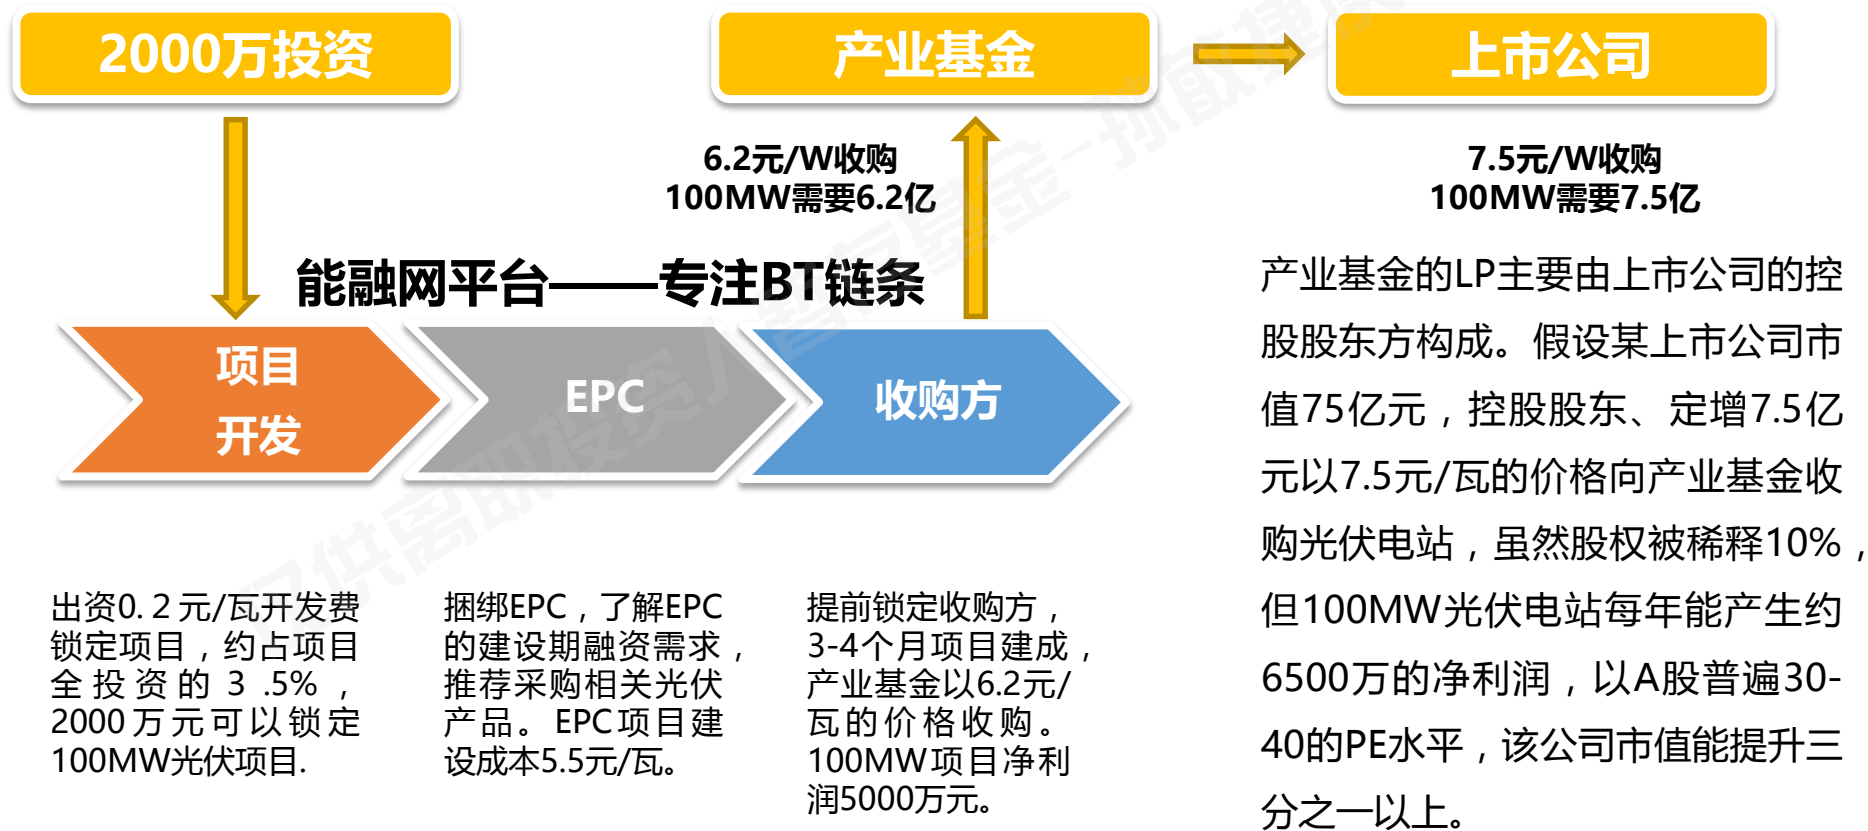 2000万投资
产业基金
上市公司
6.2元/W收购
100MW需要6.2亿
7.5元/W收购
100MW需要7.5亿
能融网平台——专注BT链条
项目
开发
EPC
收购方
出资0.２元/瓦开发费
锁定项目，约占项目
全投资的３.5%，
2000万元可以锁定
100MW光伏项目.
捆绑EPC，了解EPC
的建设期融资需求，
推荐采购相关光伏
产品。EPC项目建
设成本5.5元/瓦。
提前锁定收购方，
3-4个月项目建成，
产业基金以6.2元/
瓦的价格收购。
100MW项目净利
润5000万元。
产业基金的LP主要由上市公司的控
股股东方构成。假设某上市公司市
值75亿元，控股股东、定增7.5亿
元以7.5元/瓦的价格向产业基金收
购光伏电站，虽然股权被稀释10%，
但100MW光伏电站每年能产生约
6500万的净利润，以A股普遍30-
40的PE水平，该公司市值能提升三
分之一以上。